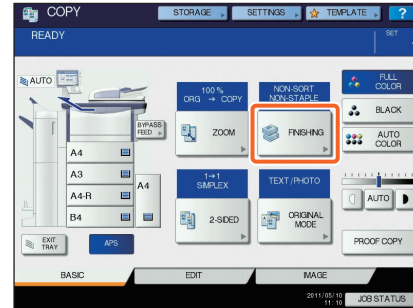 COPY
STORAGE
SETTINGS
TEMPLATE
?
READY
SET
AUTO
100 %
ORG → COPY
NON-SORT
NON-STAPLE
FULL
COLOR
BYPASS
FEED
ZOOM
FINISHING
BLACK
AUTO
COLOR
A4
A3
A4-R
B4
A4
1→1
SIMPLEX
TEXT/PHOTO
2-SIDED
ORIGINAL
MODE
AUTO
EXIT
TRAY
APS
PROOF COPY
BASIC
EDIT
IMAGE
2011/05/10
11:10
JOB STATUS